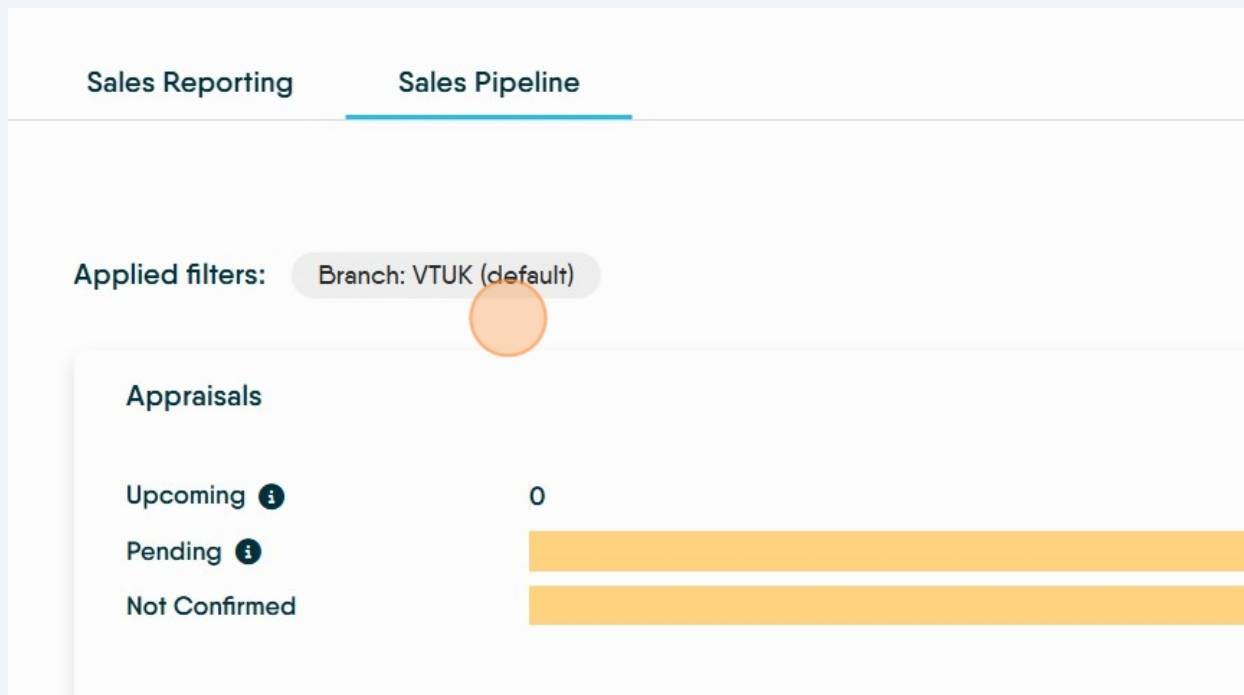 Sales Reporting Sales Pipeline
Applied filters: Branch: VTUK (default)
Appraisals
Upcoming 0
Pending
Not Confirmed